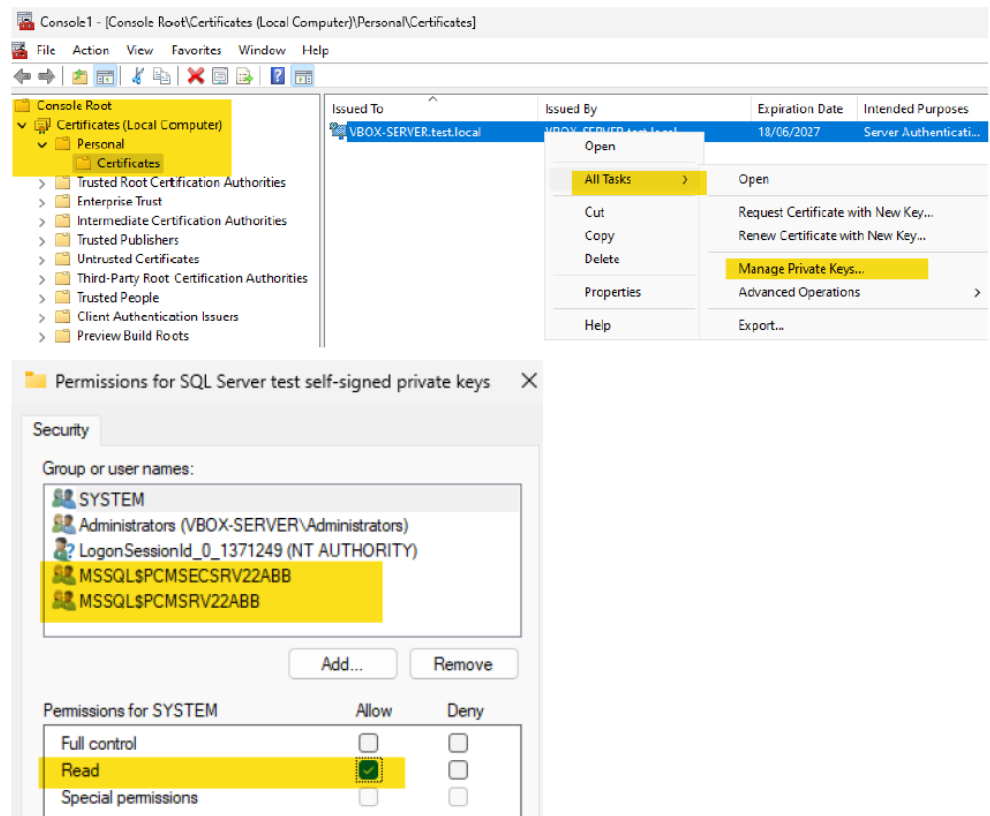 Console1 - [Console Root\Certificates (Local Computer)\Personal\Certificates]
File Action View Favorites Window Help
Console Root
Certificates (Local Computer)
Personal
Certificates
Trusted Root Certification Authorities
Enterprise Trust
Intermediate Certification Authorities
Trusted Publishers
Untrusted Certificates
Third-Party Root Certification Authorities
Trusted People
Client Authentication Issuers
Preview Build Roots
Issued To Issued By Expiration Date Intended Purposes
VBOX-SERVER.test.local VBOX-SERVER.test.local 18/06/2027 Server Authenticati...
Open
All Tasks
Cut
Copy
Delete
Properties
Help
Open
Request Certificate with New Key...
Renew Certificate with New Key...
Manage Private Keys...
Advanced Operations
Export...
Permissions for SQL Server test self-signed private keys
Security
Group or user names:
SYSTEM
Administrators (VBOX-SERVER\Administrators)
LogonSessionId_0_1371249 (NT AUTHORITY)
MSSQL$PCMSECSRV22ABB
MSSQL$PCMSRV22ABB
Add... Remove
Permissions for SYSTEM Allow Deny
Full control
Read
Special permissions